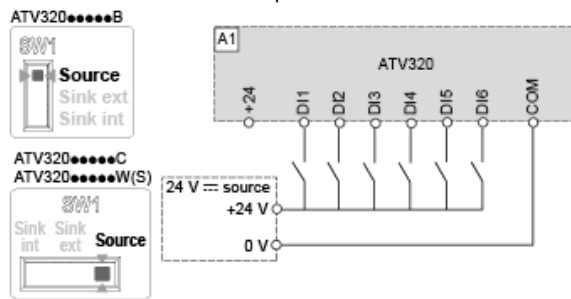 ATV320●●●●●B
SW1
Source
Sink ext
Sink int
ATV320●●●●●C
ATV320●●●●●W(S)
SW1
Sink int
Sink ext
Source
A1
ATV320
+24
DI1
DI2
DI3
DI4
DI5
DI6
COM
24 V ⎓ source
+24 V
0 V